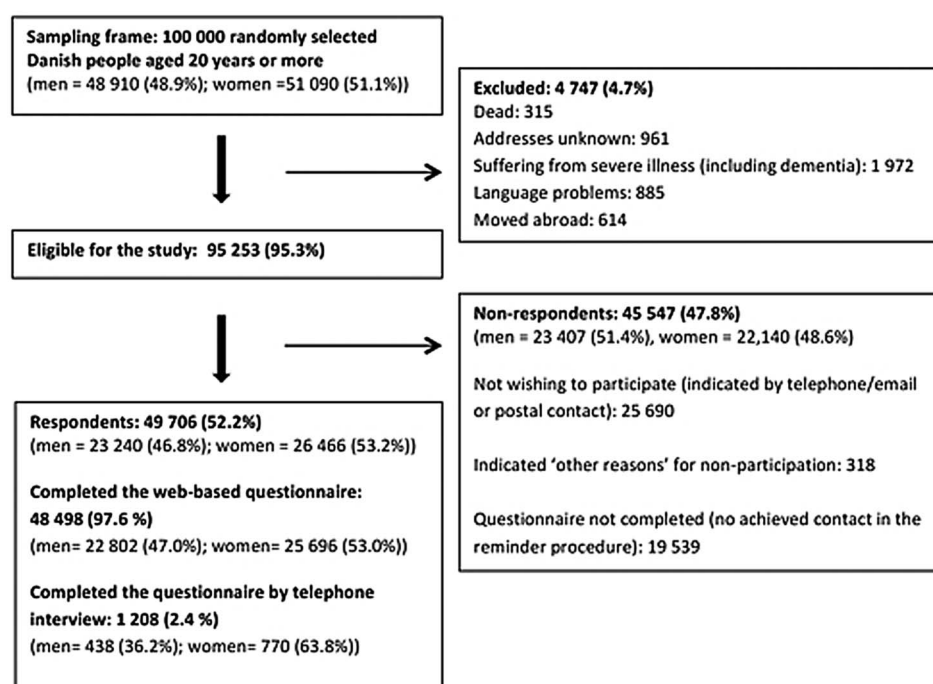 Sampling frame: 100 000 randomly selected
Danish people aged 20 years or more
(men = 48 910 (48.9%); women =51 090 (51.1%))
Excluded: 4 747 (4.7%)
Dead: 315
Addresses unknown: 961
Suffering from severe illness (including dementia): 1 972
Language problems: 885
Moved abroad: 614
Eligible for the study: 95 253 (95.3%)
Non-respondents: 45 547 (47.8%)
(men = 23 407 (51.4%), women = 22,140 (48.6%)
Not wishing to participate (indicated by telephone/email
or postal contact): 25 690
Indicated ‘other reasons’ for non-participation: 318
Questionnaire not completed (no achieved contact in the
reminder procedure): 19 539
Respondents: 49 706 (52.2%)
(men = 23 240 (46.8%); women = 26 466 (53.2%))
Completed the web-based questionnaire:
48 498 (97.6 %)
(men= 22 802 (47.0%); women= 25 696 (53.0%))
Completed the questionnaire by telephone
interview: 1 208 (2.4 %)
(men= 438 (36.2%); women= 770 (63.8%))